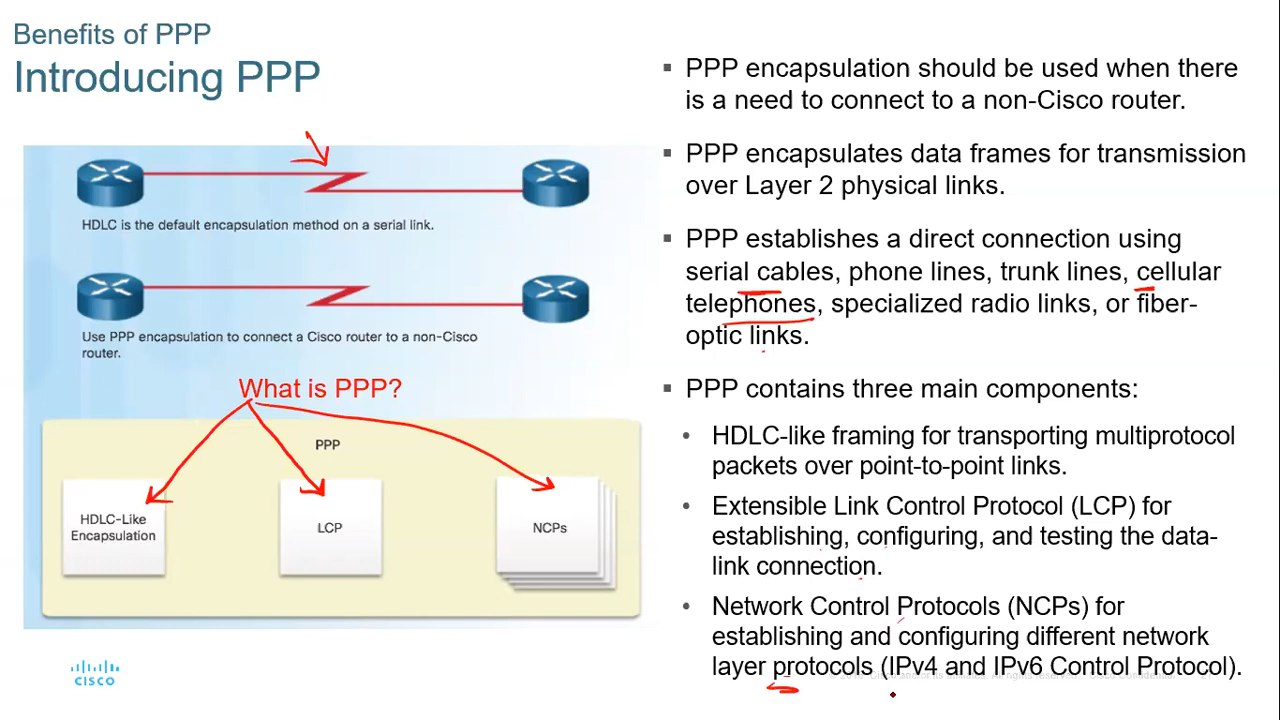 Benefits of PPP
Introducing PPP
HDLC is the default encapsulation method on a serial link.
Use PPP encapsulation to connect a Cisco router to a non-Cisco
router.
What is PPP?
PPP
HDLC-Like
Encapsulation
LCP
NCPs
CISCO
▪ PPP encapsulation should be used when there
is a need to connect to a non-Cisco router.
▪ PPP encapsulates data frames for transmission
over Layer 2 physical links.
▪ PPP establishes a direct connection using
serial cables, phone lines, trunk lines, cellular
telephones, specialized radio links, or fiber-
optic links.
▪ PPP contains three main components:
• HDLC-like framing for transporting multiprotocol
packets over point-to-point links.
• Extensible Link Control Protocol (LCP) for
establishing, configuring, and testing the data-
link connection.
• Network Control Protocols (NCPs) for
establishing and configuring different network
layer protocols (IPv4 and IPv6 Control Protocol).